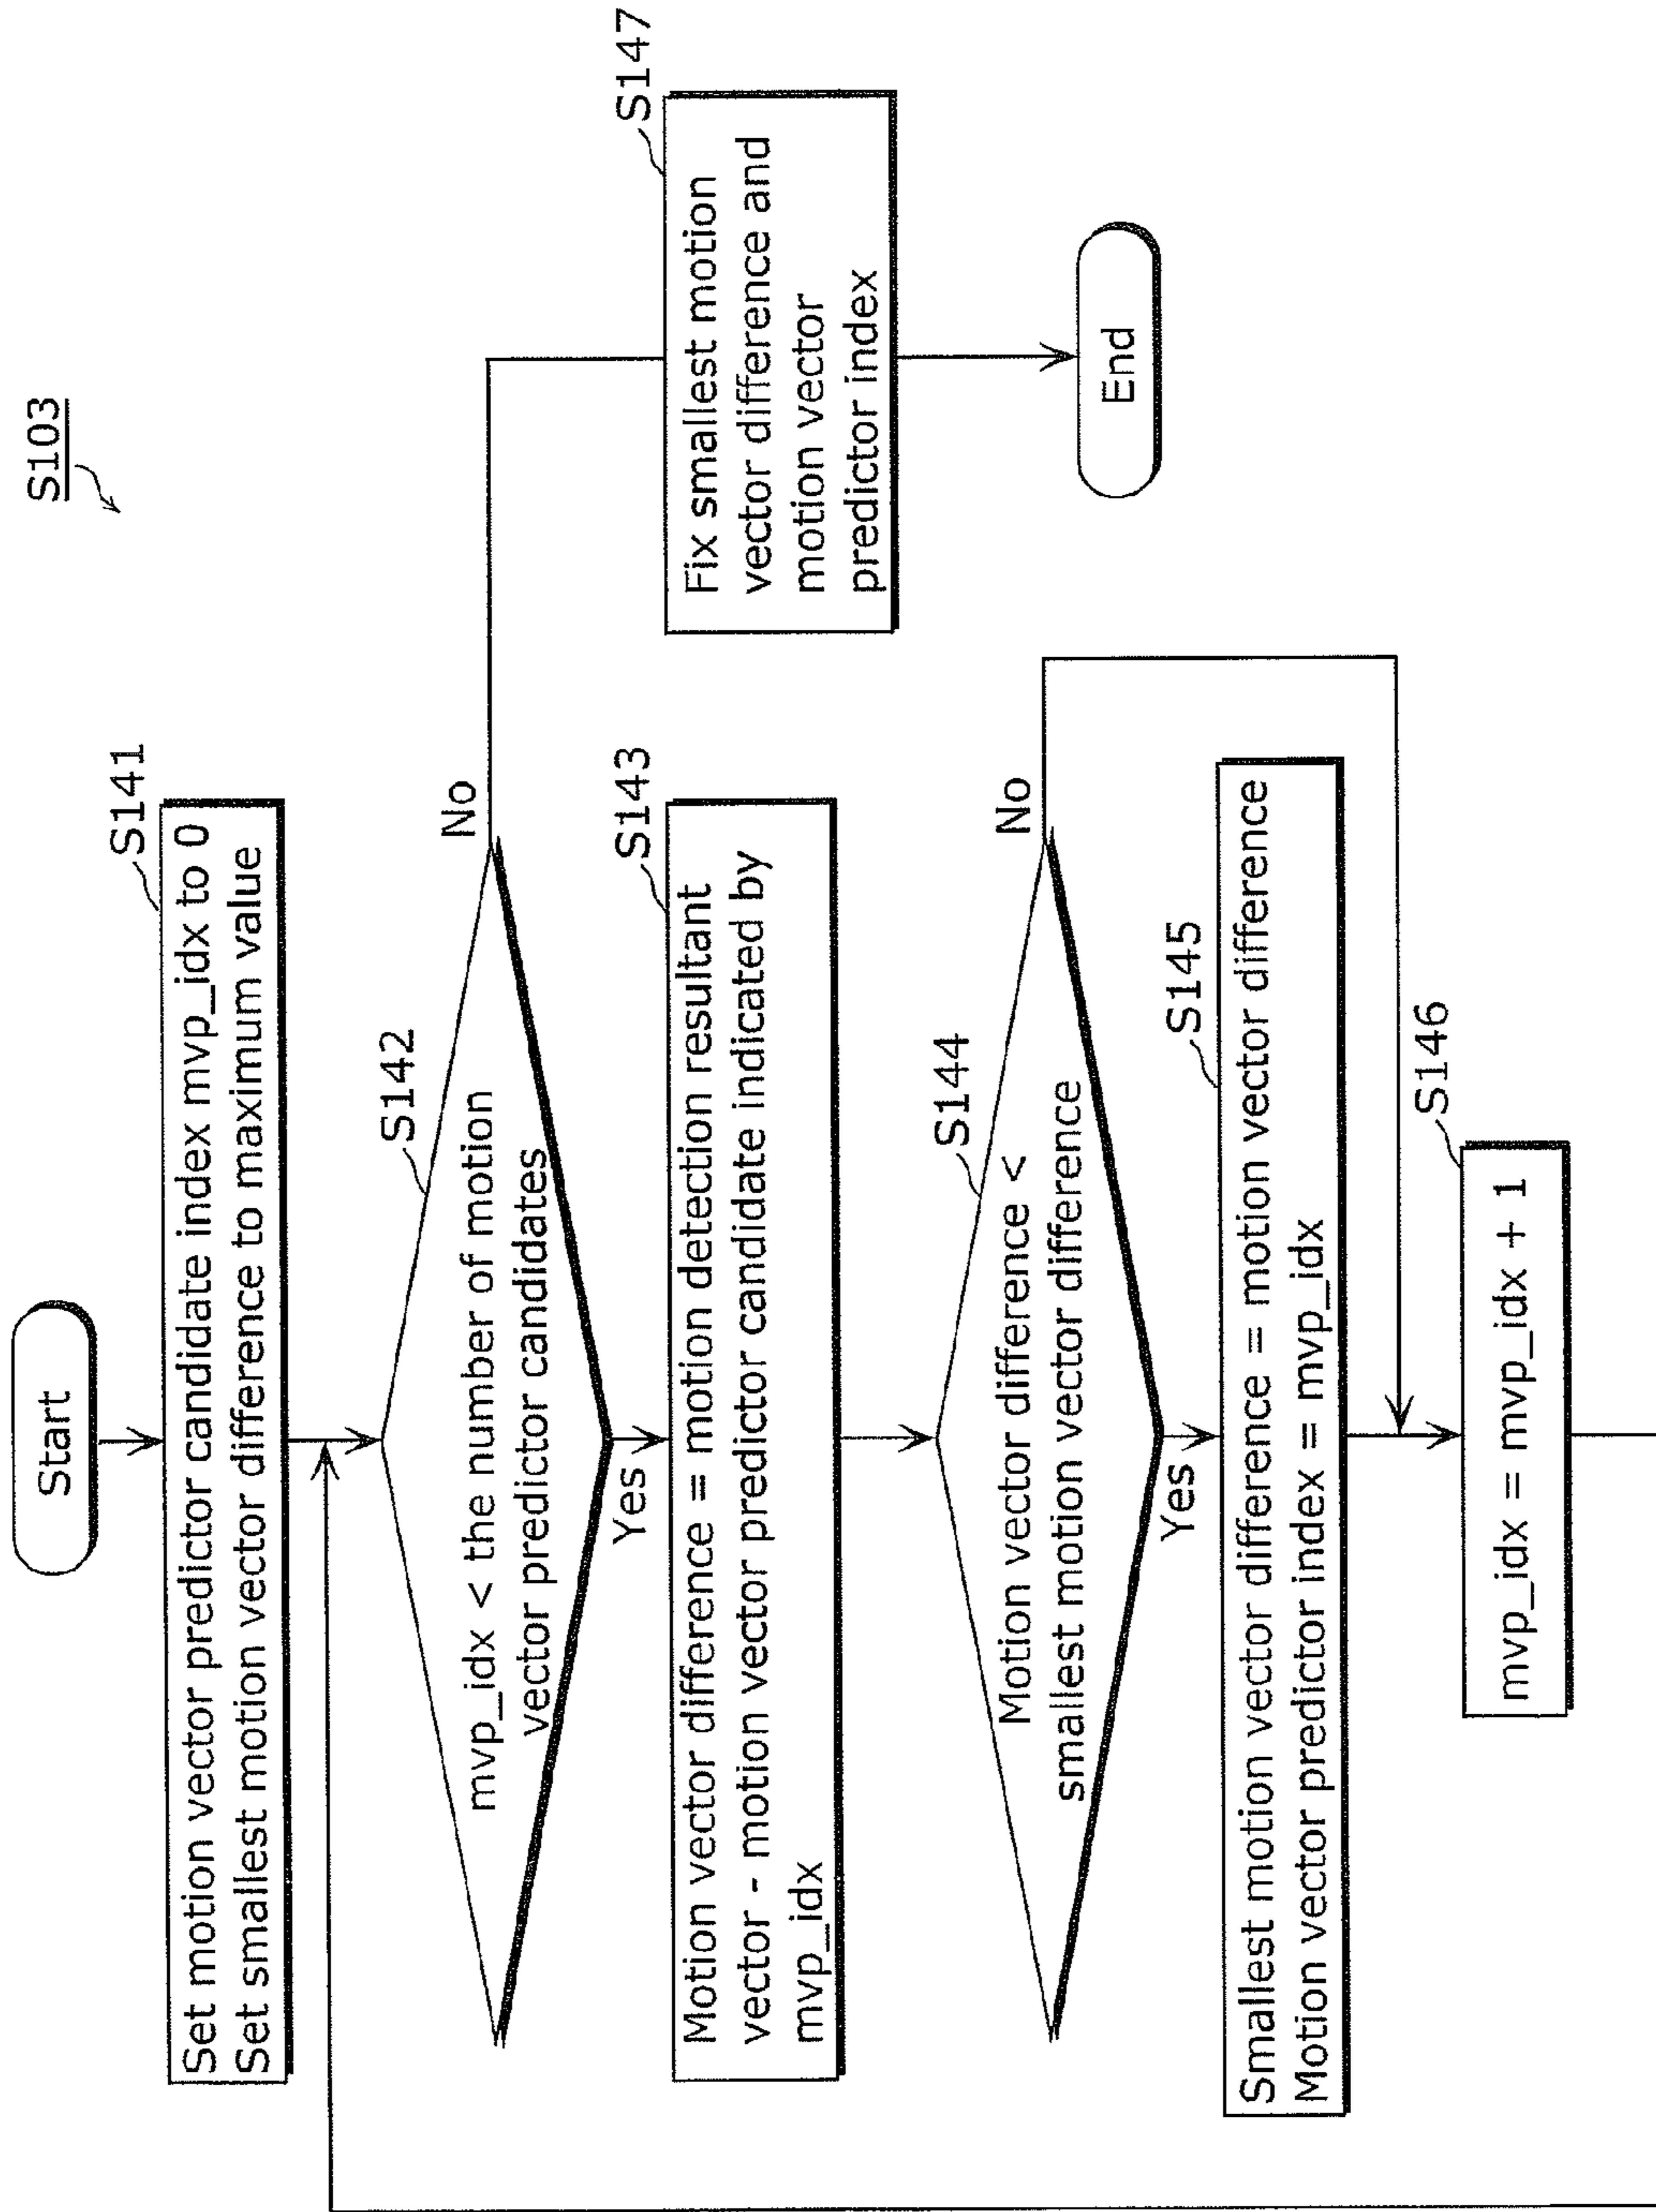 S103
Start
S141
Set motion vector predictor candidate index mvp_idx to 0
Set smallest motion vector difference to maximum value
S142
mvp_idx < the number of motion
vector predictor candidates
No
Yes
S143
Motion vector difference = motion detection resultant
vector - motion vector predictor candidate indicated by
mvp_idx
S144
Motion vector difference <
smallest motion vector difference
No
Yes
S145
Smallest motion vector difference = motion vector difference
Motion vector predictor index = mvp_idx
S146
mvp_idx = mvp_idx + 1
S147
Fix smallest motion
vector difference and
motion vector
predictor index
End